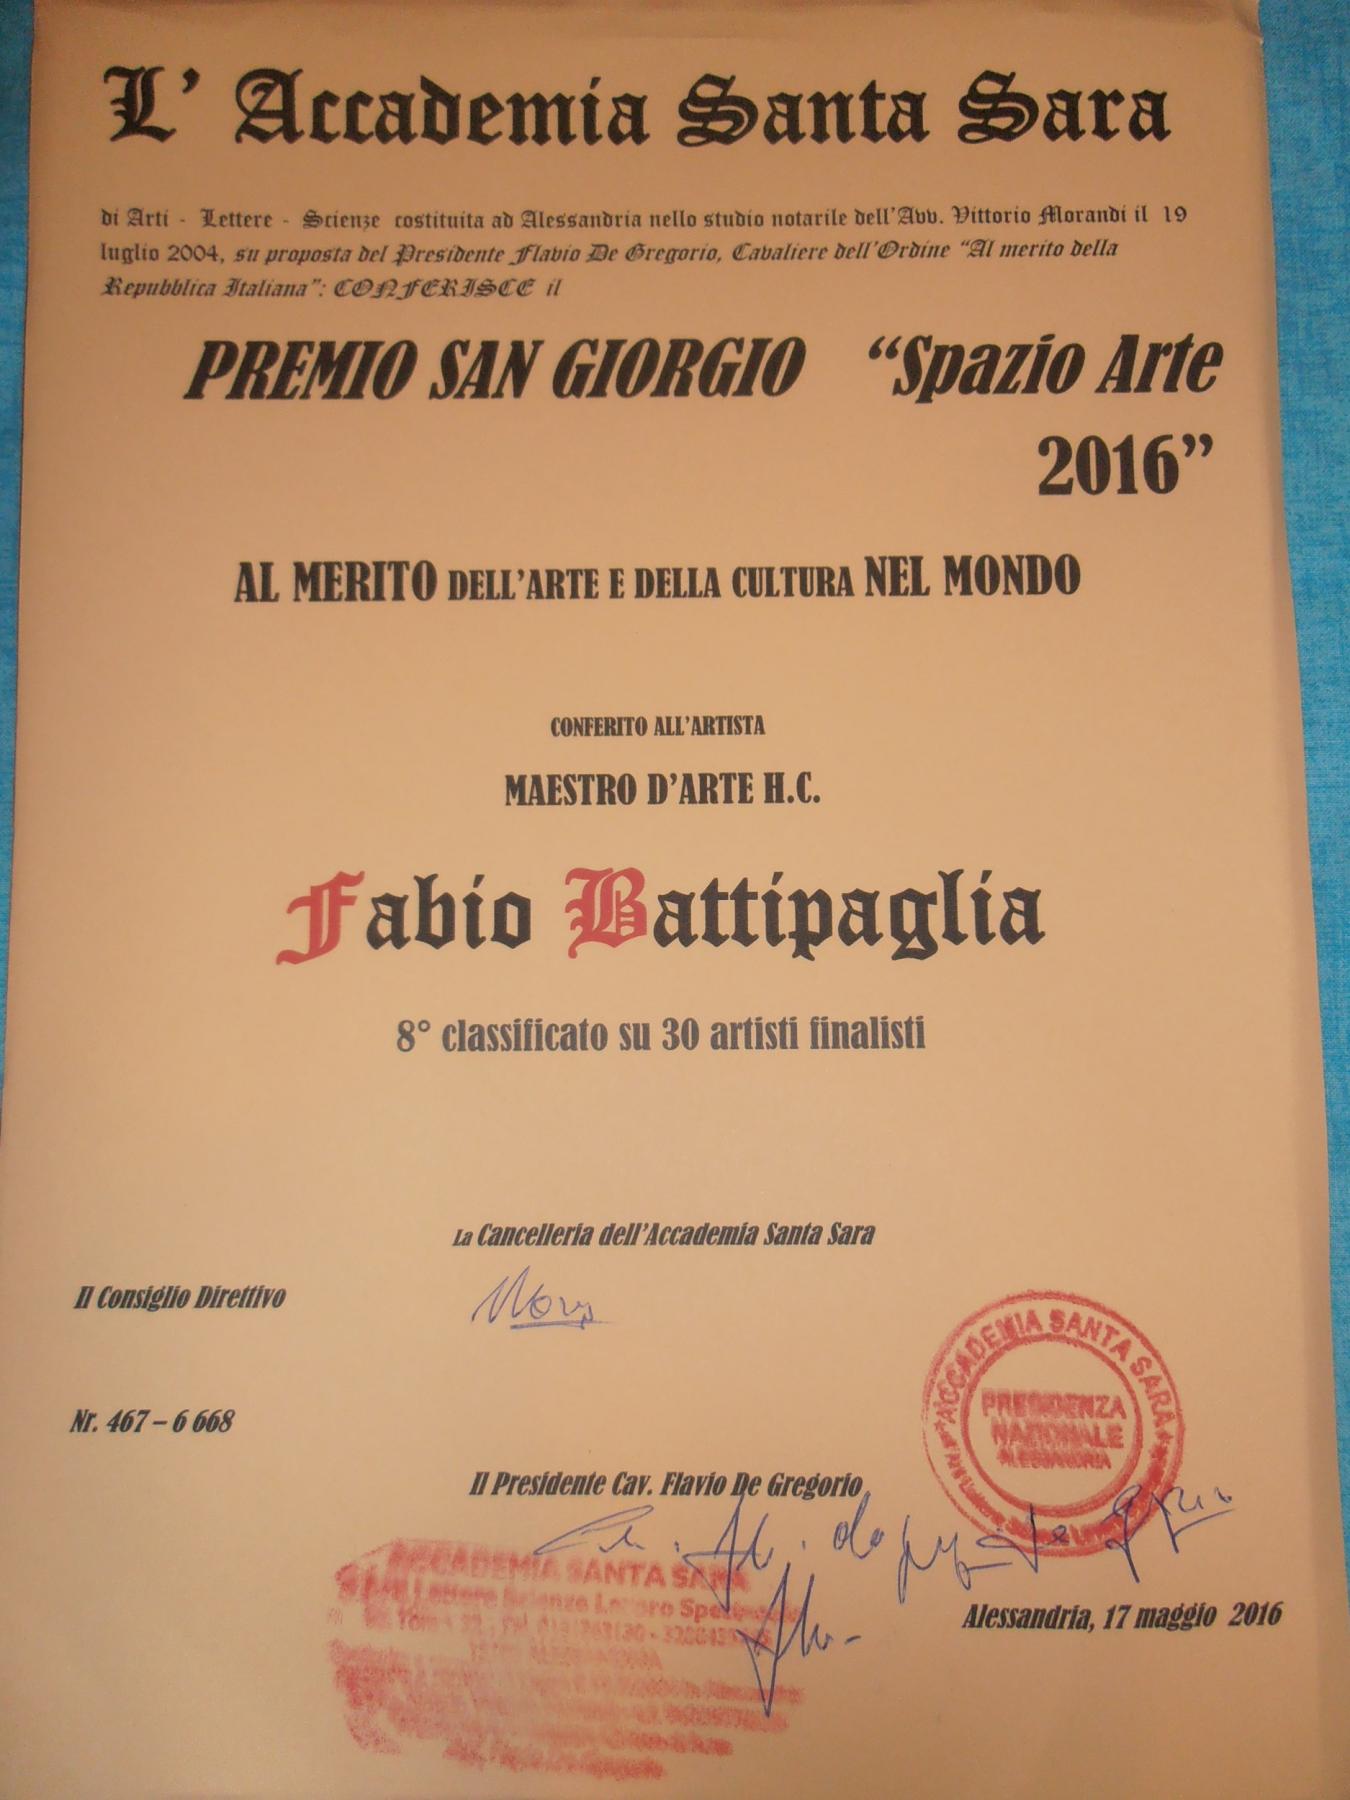 L' Accademia Santa Sara
di Arti - Lettere - Scienze costituita ad Alessandria nello studio notarile dell'Avv. Vittorio Morandi il 19
luglio 2004, su proposta del Presidente Flavio De Gregorio, Cavaliere dell'Ordine "Al merito della
Repubblica Italiana": CONFERISCE il
PREMIO SAN GIORGIO "Spazio Arte
2016"
AL MERITO DELL'ARTE E DELLA CULTURA NEL MONDO
CONFERITO ALL'ARTISTA
MAESTRO D'ARTE H.C.
Fabio Battipaglia
8° classificato su 30 artisti finalisti
La Cancelleria dell'Accademia Santa Sara
Il Consiglio Direttivo
Nr. 467 – 6 668
ACCADEMIA SANTA SARA
PRESIDENZA
NAZIONALE
ALESSANDRIA
Il Presidente Cav. Flavio De Gregorio
ACCADEMIA SANTA SARA
Lettere Scienze Lavoro
Alessandria, 17 maggio 2016